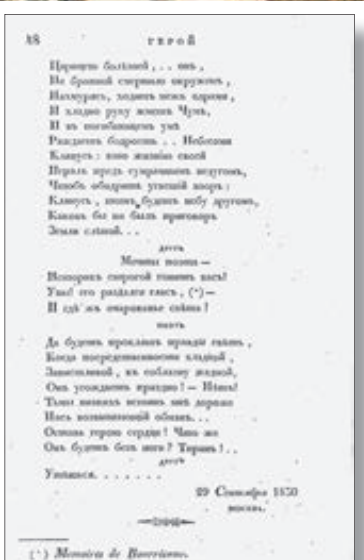 48
ГЕРОЙ
Царицею болѣзней, . . онъ,
Не бранной смертью окруженъ,
Нахмурясь, ходитъ межъ одрами,
И хладно руку жметъ Чумѣ,
И въ погибающемъ умѣ
Рождаетъ бодрость . . Небесами
Клянусь: кто жизнію своей
Игралъ предъ сумрачнымъ недугомъ,
Чтобъ ободрить угасшій взоръ:
Клянусь, тотъ будетъ небу другомъ,
Каковъ бы ни былъ приговоръ
Земли слѣпой. . .
ДРУГЪ
Мечты поэта —
Историкъ строгой гонитъ васъ!
Увы! его раздался гласъ, (*) —
И гдѣ жъ очарованье свѣта!
ПОЭТЪ
Да будетъ проклятъ правды свѣтъ,
Когда посредственности хладной,
Завистливой, къ соблазну жадной,
Онъ угождаетъ праздно! — Нѣтъ!
Тьмы низкихъ истинъ мнѣ дороже
Насъ возвышающій обманъ. . .
Оставь герою сердце! Что же
Онъ будетъ безъ него? Тиранъ! . .
ДРУГЪ
Утѣшься. . . . . . .
29 Сентября 1830
МОСКВА.
(*) Memoires de Bourrienne.